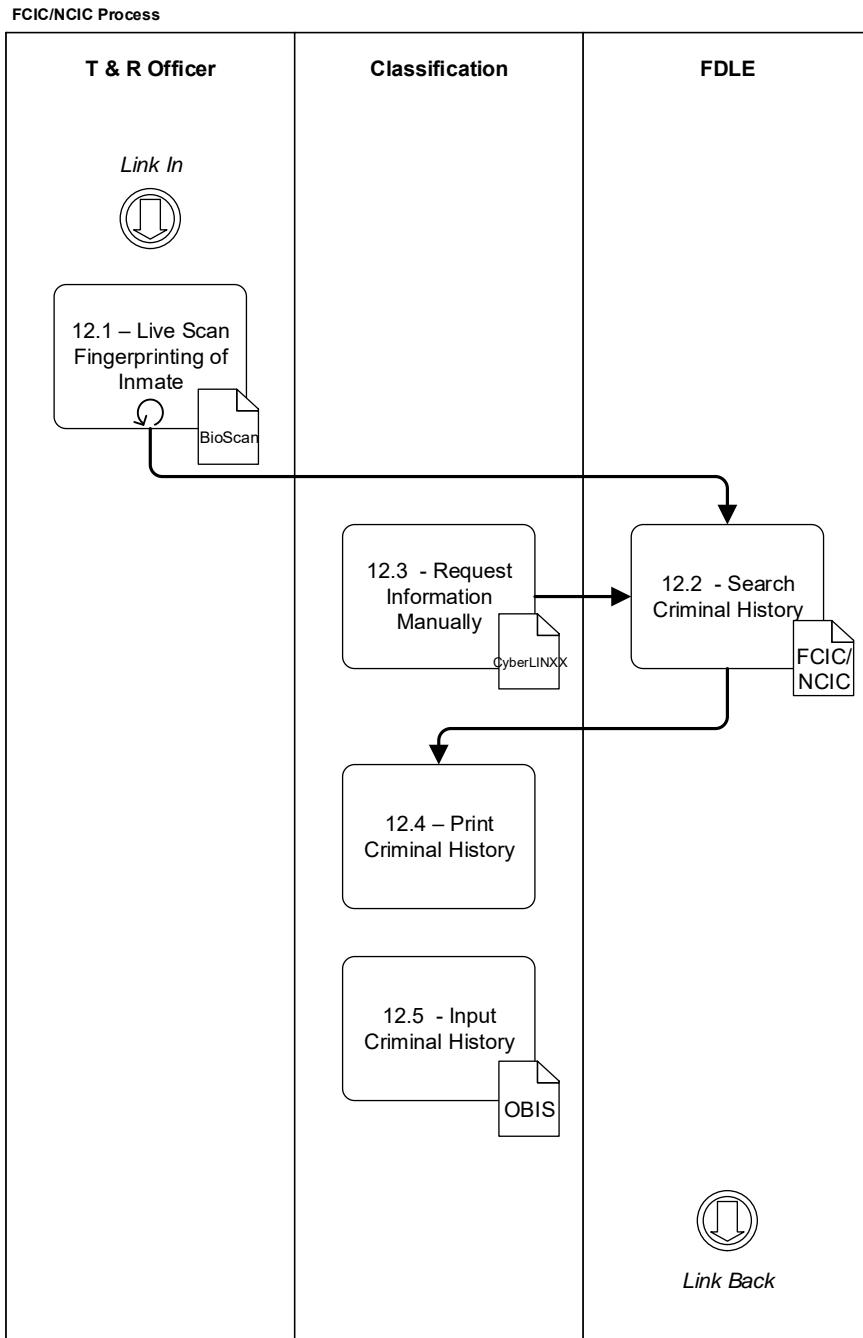 FCIC/NCIC Process
T & R Officer
Classification
FDLE
Link In
12.1 – Live Scan
Fingerprinting of
Inmate
BioScan
12.3 - Request
Information
Manually
CyberLINXX
12.2 - Search
Criminal History
FCIC/
NCIC
12.4 – Print
Criminal History
12.5 - Input
Criminal History
OBIS
Link Back